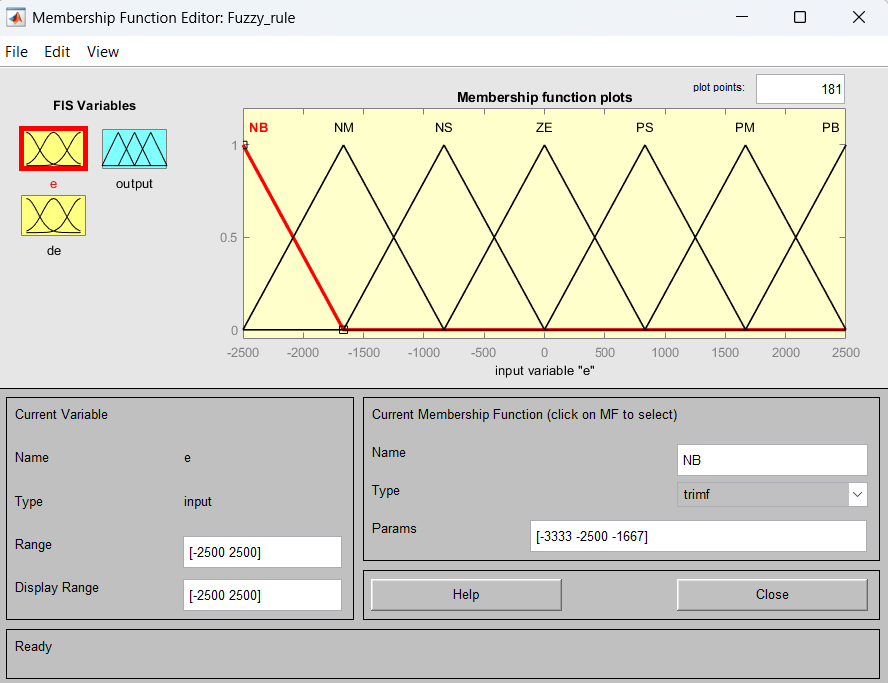 Membership Function Editor: Fuzzy_rule
File Edit View
FIS Variables
e
output
de
Membership function plots
plot points:
181
NB NM NS ZE PS PM PB
1
0.5
0
-2500 -2000 -1500 -1000 -500 0 500 1000 1500 2000 2500
input variable "e"
Current Variable
Name e
Type input
Range [-2500 2500]
Display Range [-2500 2500]
Current Membership Function (click on MF to select)
Name NB
Type trimf
Params [-3333 -2500 -1667]
Help Close
Ready